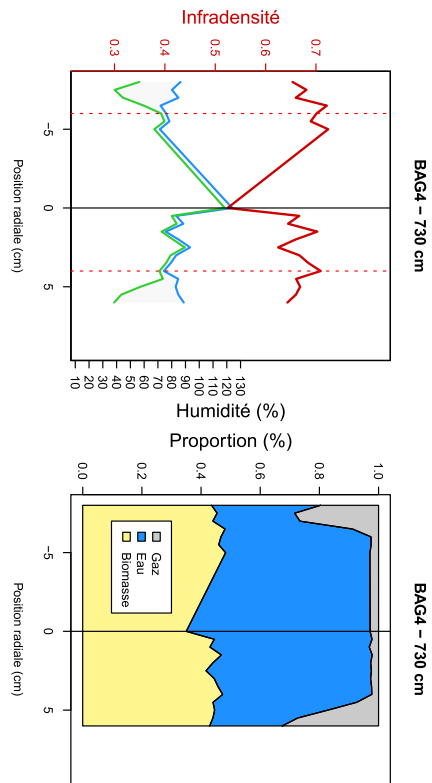 Infradensité
0.3 0.4 0.5 0.6 0.7
BAG4 − 730 cm
−5 0 5
Position radiale (cm)
10 20 30 40 50 60 70 80 90 100 110 120 130
Humidité (%)
Proportion (%)
0.0 0.2 0.4 0.6 0.8 1.0
BAG4 − 730 cm
−5 0 5
Position radiale (cm)
Gaz
Eau
Biomasse